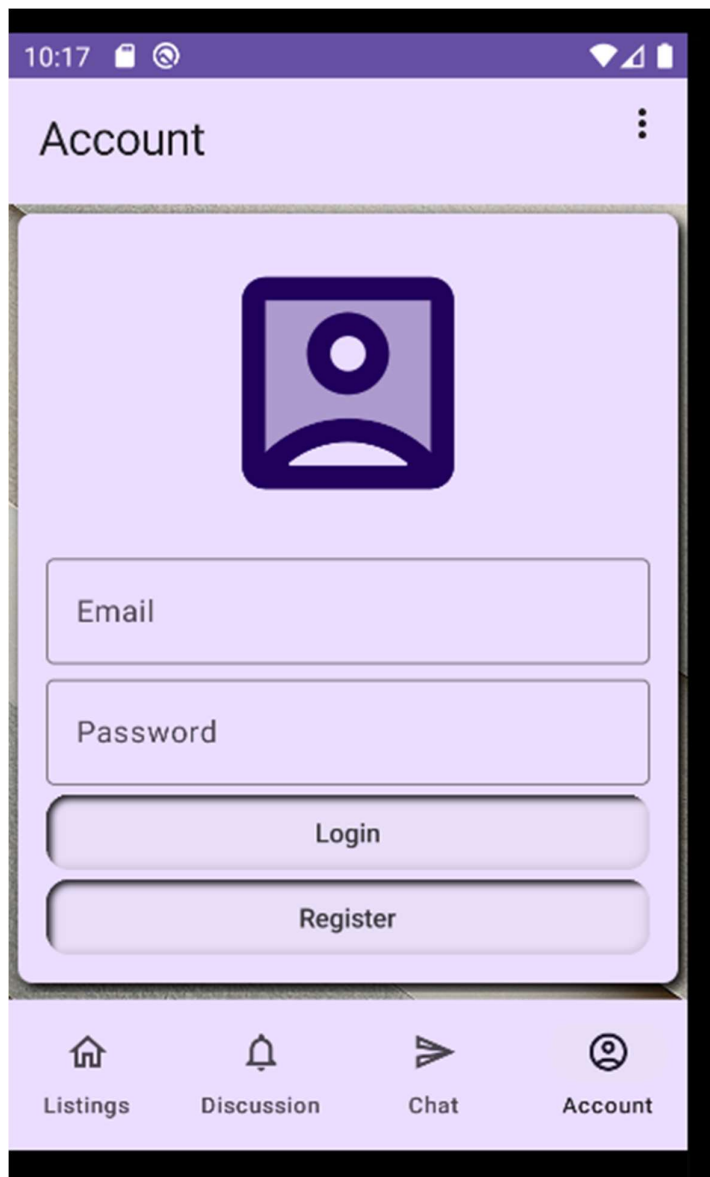 10:17
Account
Email
Password
Login
Register
Listings Discussion Chat Account